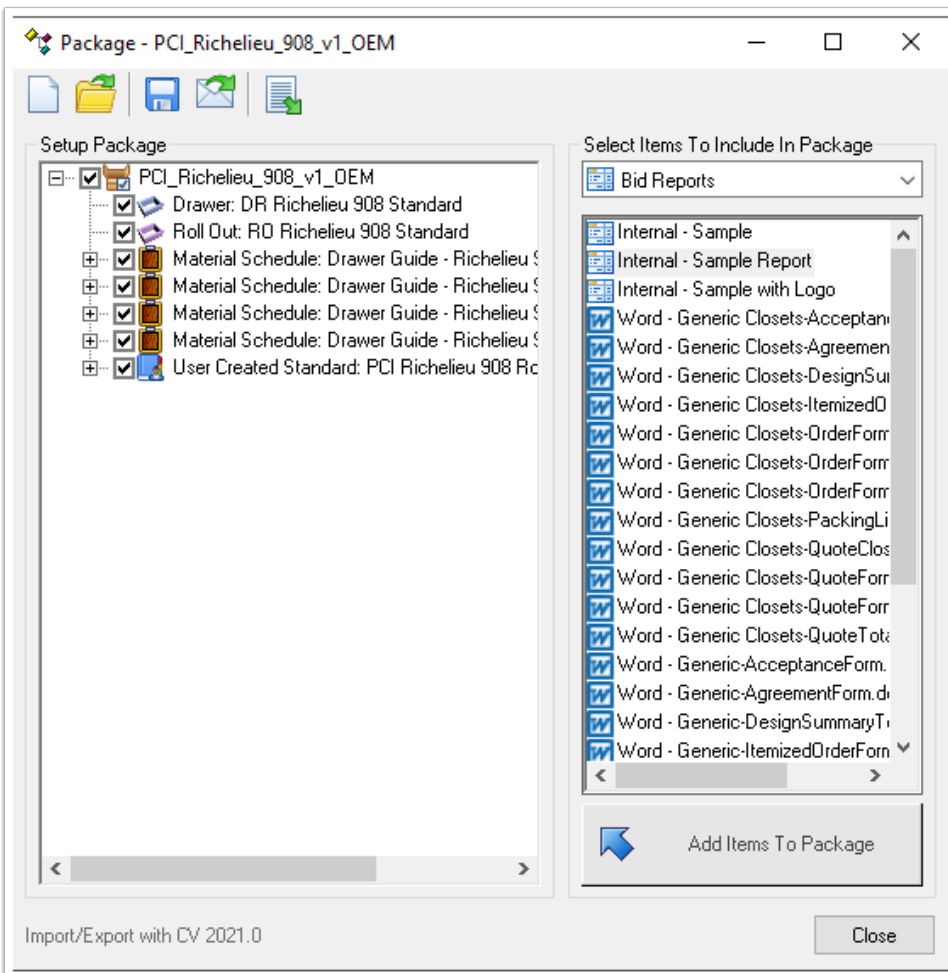 Package - PCI_Richelieu_908_v1_OEM
Setup Package
PCI_Richelieu_908_v1_OEM
Drawer: DR Richelieu 908 Standard
Roll Out: RO Richelieu 908 Standard
Material Schedule: Drawer Guide - Richelieu
Material Schedule: Drawer Guide - Richelieu
Material Schedule: Drawer Guide - Richelieu
Material Schedule: Drawer Guide - Richelieu
User Created Standard: PCI Richelieu 908
Select Items To Include In Package
Bid Reports
Internal - Sample
Internal - Sample Report
Internal - Sample with Logo
Word - Generic Closets-Acceptan
Word - Generic Closets-Agreemen
Word - Generic Closets-DesignSu
Word - Generic Closets-ItemizedO
Word - Generic Closets-OrderForm
Word - Generic Closets-OrderForm
Word - Generic Closets-OrderForm
Word - Generic Closets-PackingLi
Word - Generic Closets-QuoteClos
Word - Generic Closets-QuoteForm
Word - Generic Closets-QuoteForm
Word - Generic Closets-QuoteTota
Word - Generic-AcceptanceForm.
Word - Generic-AgreementForm.d
Word - Generic-DesignSummaryT
Word - Generic-ItemizedOrderForm
Add Items To Package
Import/Export with CV 2021.0
Close